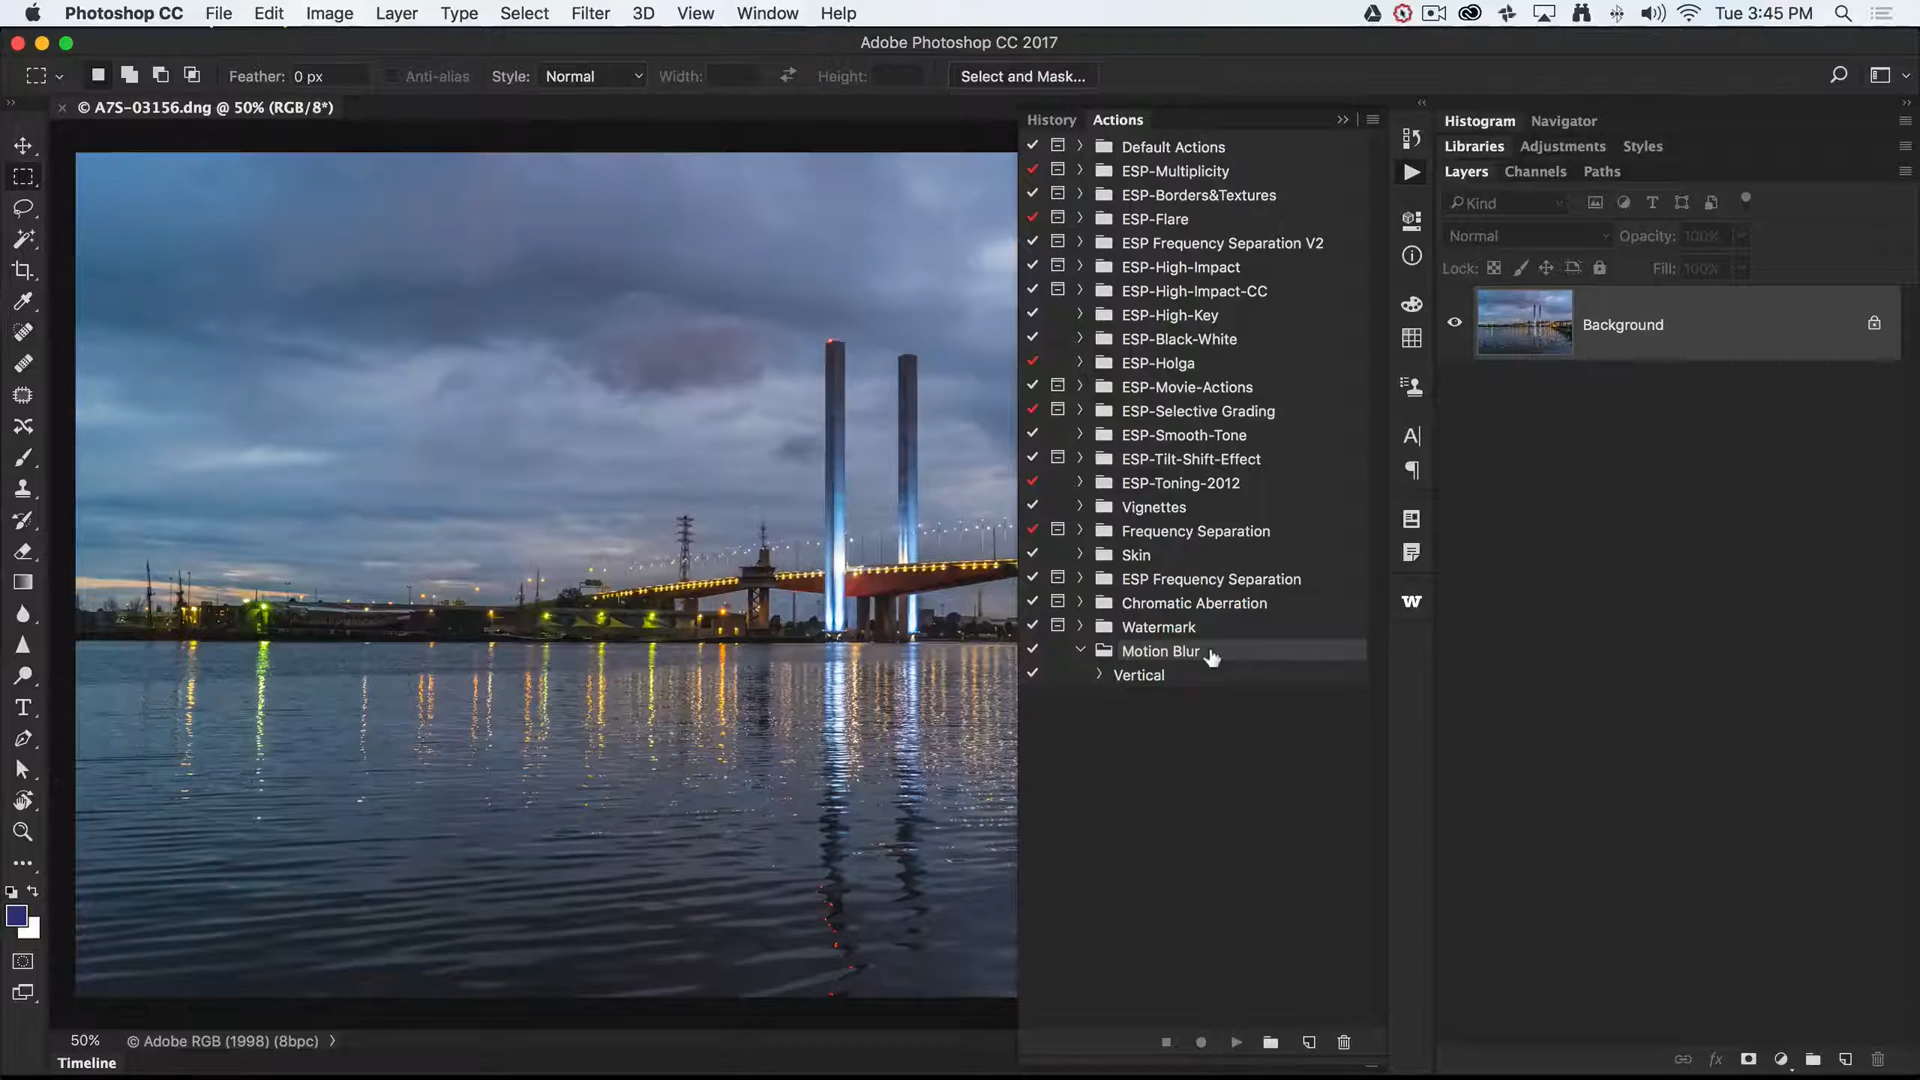 Photoshop CC File Edit Image Layer Type Select Filter 3D View Window Help Tue 3:45 PM
Adobe Photoshop CC 2017
Feather: 0 px Anti-alias Style: Normal Width: Height: Select and Mask...
© A7S-03156.dng @ 50% (RGB/8*)
History Actions
Default Actions
ESP-Multiplicity
ESP-Borders&Textures
ESP-Flare
ESP Frequency Separation V2
ESP-High-Impact
ESP-High-Impact-CC
ESP-High-Key
ESP-Black-White
ESP-Holga
ESP-Movie-Actions
ESP-Selective Grading
ESP-Smooth-Tone
ESP-Tilt-Shift-Effect
ESP-Toning-2012
Vignettes
Frequency Separation
Skin
ESP Frequency Separation
Chromatic Aberration
Watermark
Motion Blur
Vertical
Histogram Navigator
Libraries Adjustments Styles
Layers Channels Paths
Kind
Normal Opacity: 100%
Lock: Fill: 100%
Background
50% © Adobe RGB (1998) (8bpc)
Timeline